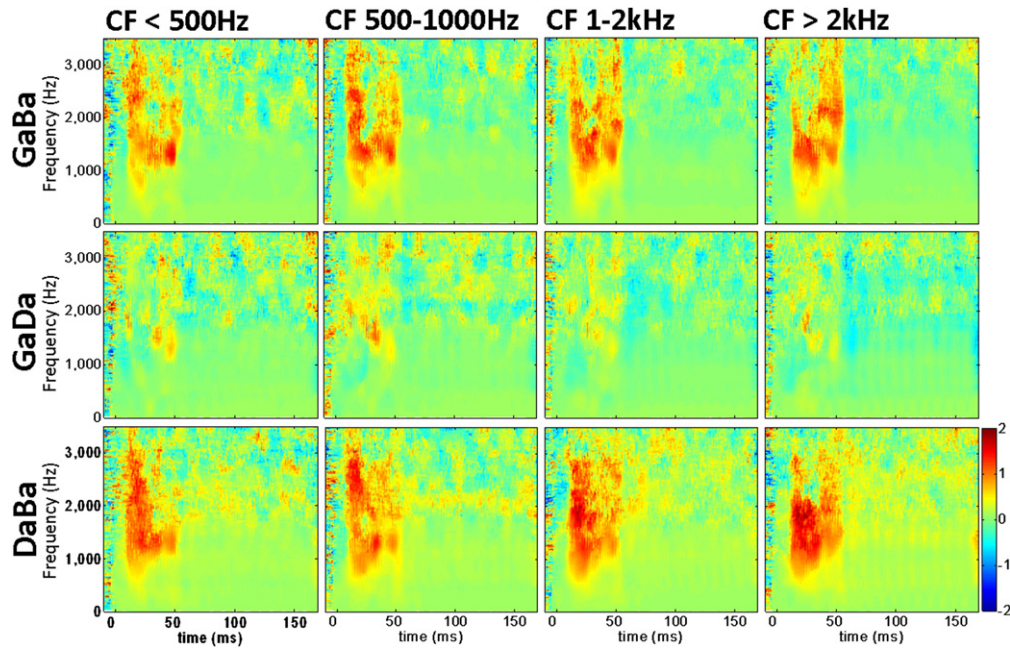 CF < 500Hz CF 500-1000Hz CF 1-2kHz CF > 2kHz
GaBa
Frequency (Hz)
3,000
2,000
1,000
0
GaDa
Frequency (Hz)
3,000
2,000
1,000
0
DaBa
Frequency (Hz)
3,000
2,000
1,000
0
2
1
0
-1
-2
0 50 100 150 0 50 100 150 0 50 100 150 0 50 100 150
time (ms) time (ms) time (ms) time (ms)